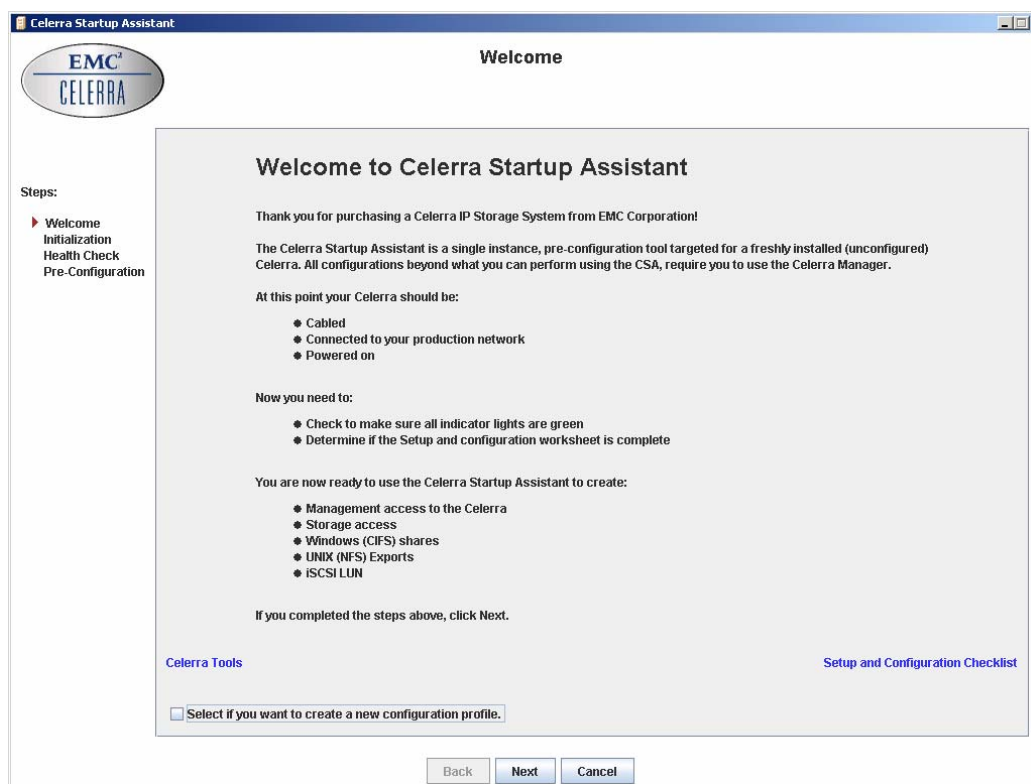 Celerra Startup Assistant
EMC²
CELERRA
Welcome
Steps:
Welcome
Initialization
Health Check
Pre-Configuration
Welcome to Celerra Startup Assistant
Thank you for purchasing a Celerra IP Storage System from EMC Corporation!
The Celerra Startup Assistant is a single instance, pre-configuration tool targeted for a freshly installed (unconfigured)
Celerra. All configurations beyond what you can perform using the CSA, require you to use the Celerra Manager.
At this point your Celerra should be:
Cabled
Connected to your production network
Powered on
Now you need to:
Check to make sure all indicator lights are green
Determine if the Setup and configuration worksheet is complete
You are now ready to use the Celerra Startup Assistant to create:
Management access to the Celerra
Storage access
Windows (CIFS) shares
UNIX (NFS) Exports
iSCSI LUN
If you completed the steps above, click Next.
Celerra Tools
Setup and Configuration Checklist
Select if you want to create a new configuration profile.
Back
Next
Cancel